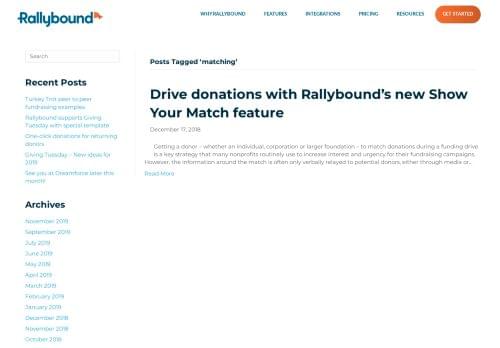 Rallybound
WHY RALLYBOUND
FEATURES
INTEGRATIONS
PRICING
RESOURCES
GET STARTED
Search
Recent Posts
Turkey Trot peer to peer
fundraising examples
Rallybound supports Giving
Tuesday with special template
One-click donations for returning
donors
Giving Tuesday – New ideas for
2019
See you at Dreamforce later this
month!
Archives
November 2019
September 2019
July 2019
June 2019
May 2019
April 2019
March 2019
February 2019
January 2019
December 2018
November 2018
October 2018
Posts Tagged ‘matching’
Drive donations with Rallybound’s new Show
Your Match feature
December 17, 2018
Getting a donor – whether an individual, corporation or larger foundation – to match donations during a funding drive
is a key strategy that many nonprofits routinely use to increase interest and urgency for their fundraising campaigns.
However, the information around the match is often only verbally relayed to potential donors, either through media or...
Read More